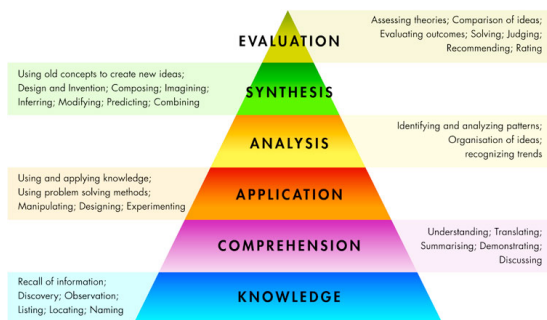 Assessing theories; Comparison of ideas;
Evaluating outcomes; Solving; Judging;
Recommending; Rating
EVALUATION
Using old concepts to create new ideas;
Design and Invention; Composing; Imagining;
Inferring; Modifying; Predicting; Combining
SYNTHESIS
Identifying and analyzing patterns;
Organisation of ideas;
recognizing trends
ANALYSIS
Using and applying knowledge;
Using problem solving methods;
Manipulating; Designing; Experimenting
APPLICATION
Understanding; Translating;
Summarising; Demonstrating;
Discussing
COMPREHENSION
Recall of information;
Discovery; Observation;
Listing; Locating; Naming
KNOWLEDGE